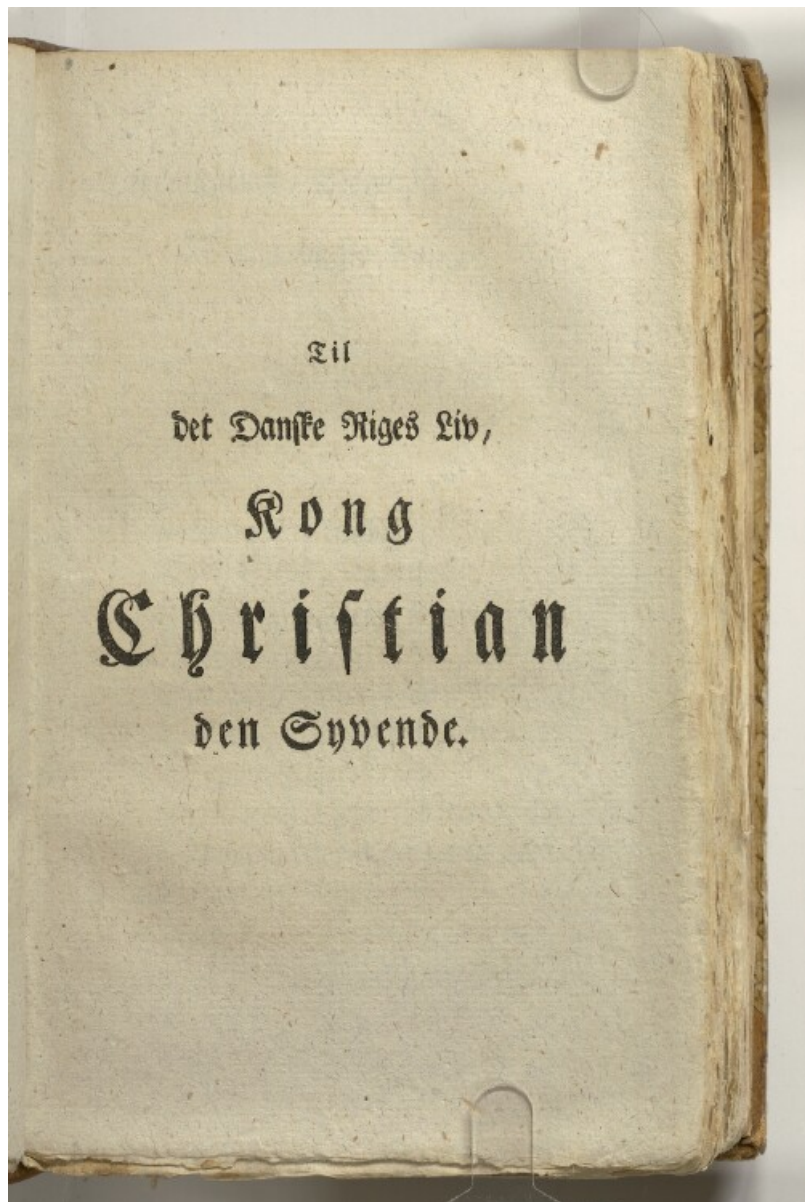 Til
det Danske Riges Liv,
Kong
Christian
den Syvende.